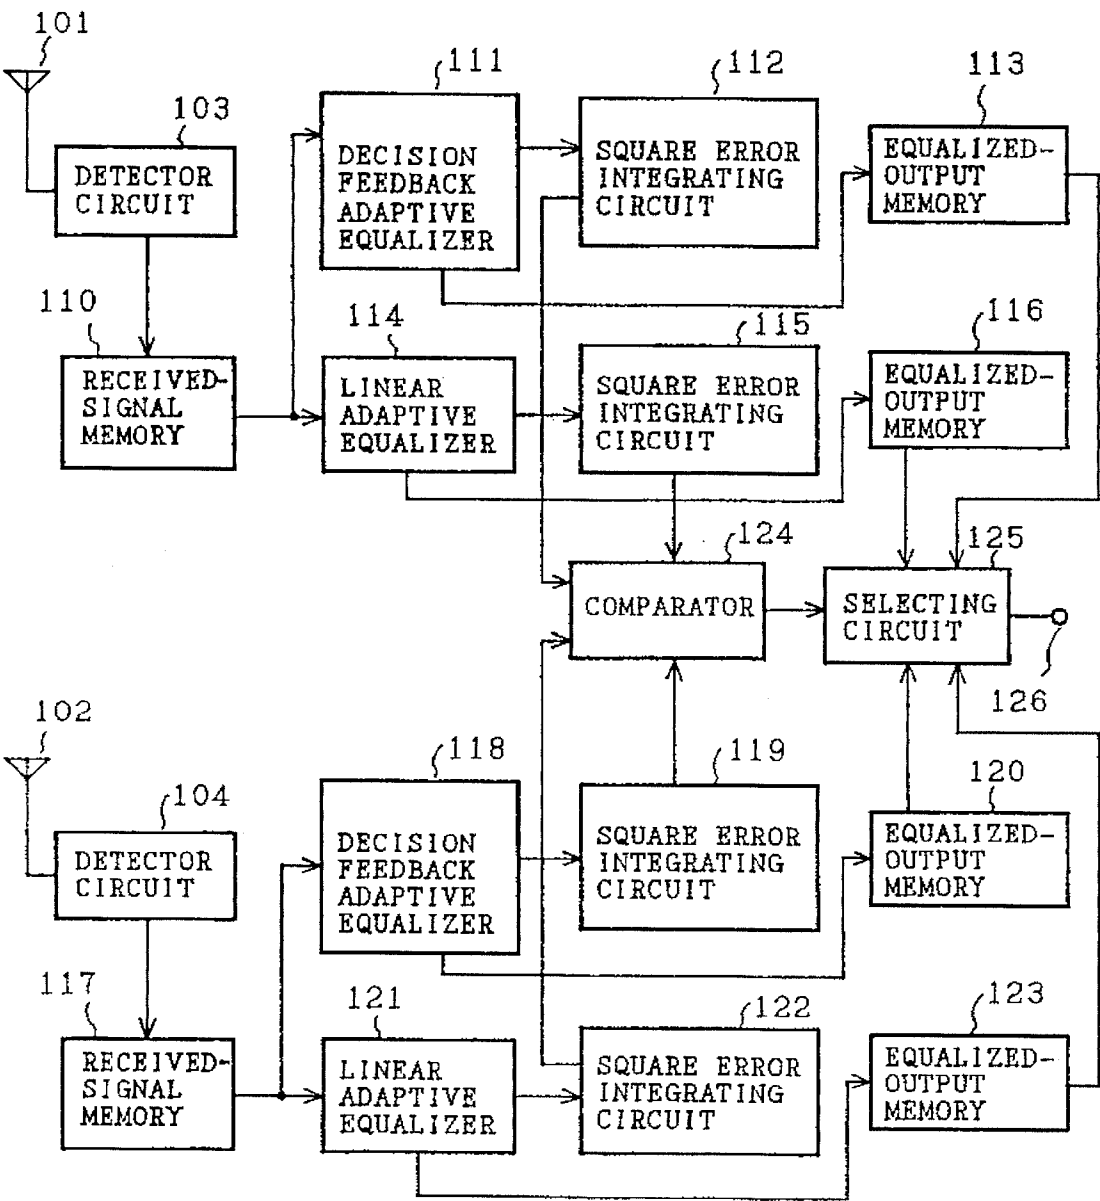 101
103
DETECTOR
CIRCUIT
110
RECEIVED-
SIGNAL
MEMORY
111
DECISION
FEEDBACK
ADAPTIVE
EQUALIZER
112
SQUARE ERROR
INTEGRATING
CIRCUIT
113
EQUALIZED-
OUTPUT
MEMORY
114
LINEAR
ADAPTIVE
EQUALIZER
115
SQUARE ERROR
INTEGRATING
CIRCUIT
116
EQUALIZED-
OUTPUT
MEMORY
124
COMPARATOR
125
SELECTING
CIRCUIT
126
102
104
DETECTOR
CIRCUIT
117
RECEIVED-
SIGNAL
MEMORY
118
DECISION
FEEDBACK
ADAPTIVE
EQUALIZER
119
SQUARE ERROR
INTEGRATING
CIRCUIT
120
EQUALIZED-
OUTPUT
MEMORY
121
LINEAR
ADAPTIVE
EQUALIZER
122
SQUARE ERROR
INTEGRATING
CIRCUIT
123
EQUALIZED-
OUTPUT
MEMORY